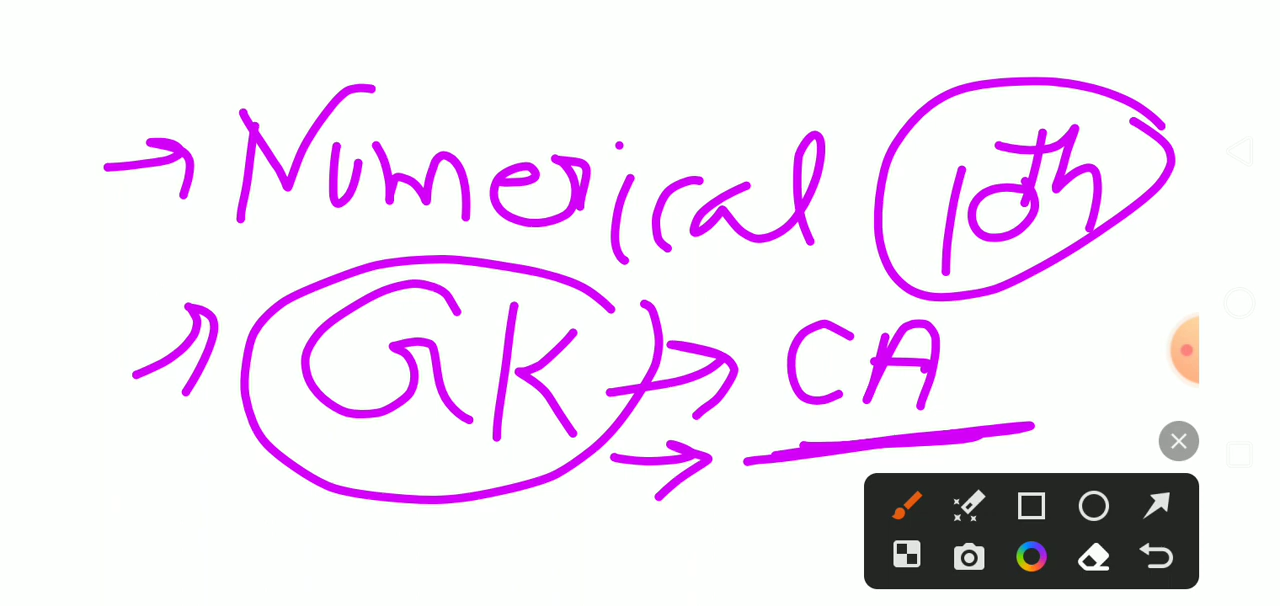 → Numerical 10th
→ GK → CA
→